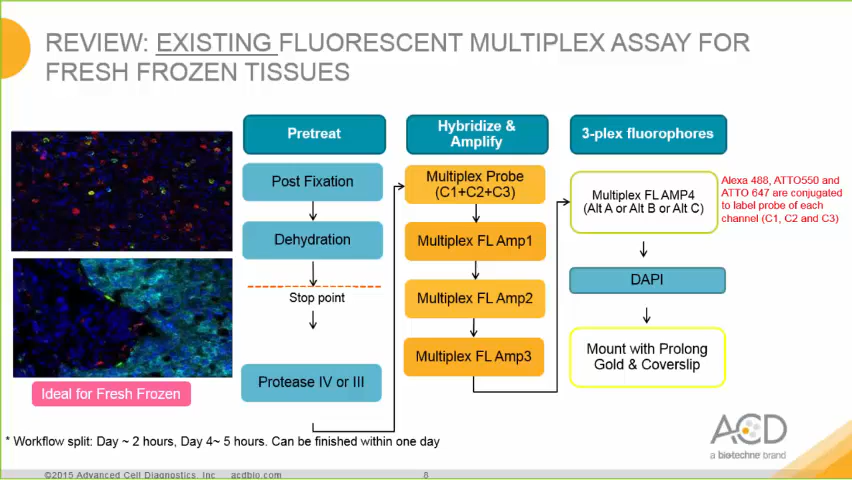 REVIEW: EXISTING FLUORESCENT MULTIPLEX ASSAY FOR
FRESH FROZEN TISSUES
Pretreat
Post Fixation
Dehydration
Stop point
Protease IV or III
Hybridize &
Amplify
Multiplex Probe
(C1+C2+C3)
Multiplex FL Amp1
Multiplex FL Amp2
Multiplex FL Amp3
3-plex fluorophores
Multiplex FL AMP4
(Alt A or Alt B or Alt C)
Alexa 488, ATTO550 and
ATTO 647 are conjugated
to label probe of each
channel (C1, C2 and C3)
DAPI
Mount with Prolong
Gold & Coverslip
Ideal for Fresh Frozen
* Workflow split: Day ~ 2 hours, Day 4~ 5 hours. Can be finished within one day
ACD
a biotechne brand
©2015 Advanced Cell Diagnostics, Inc acdbio.com
8